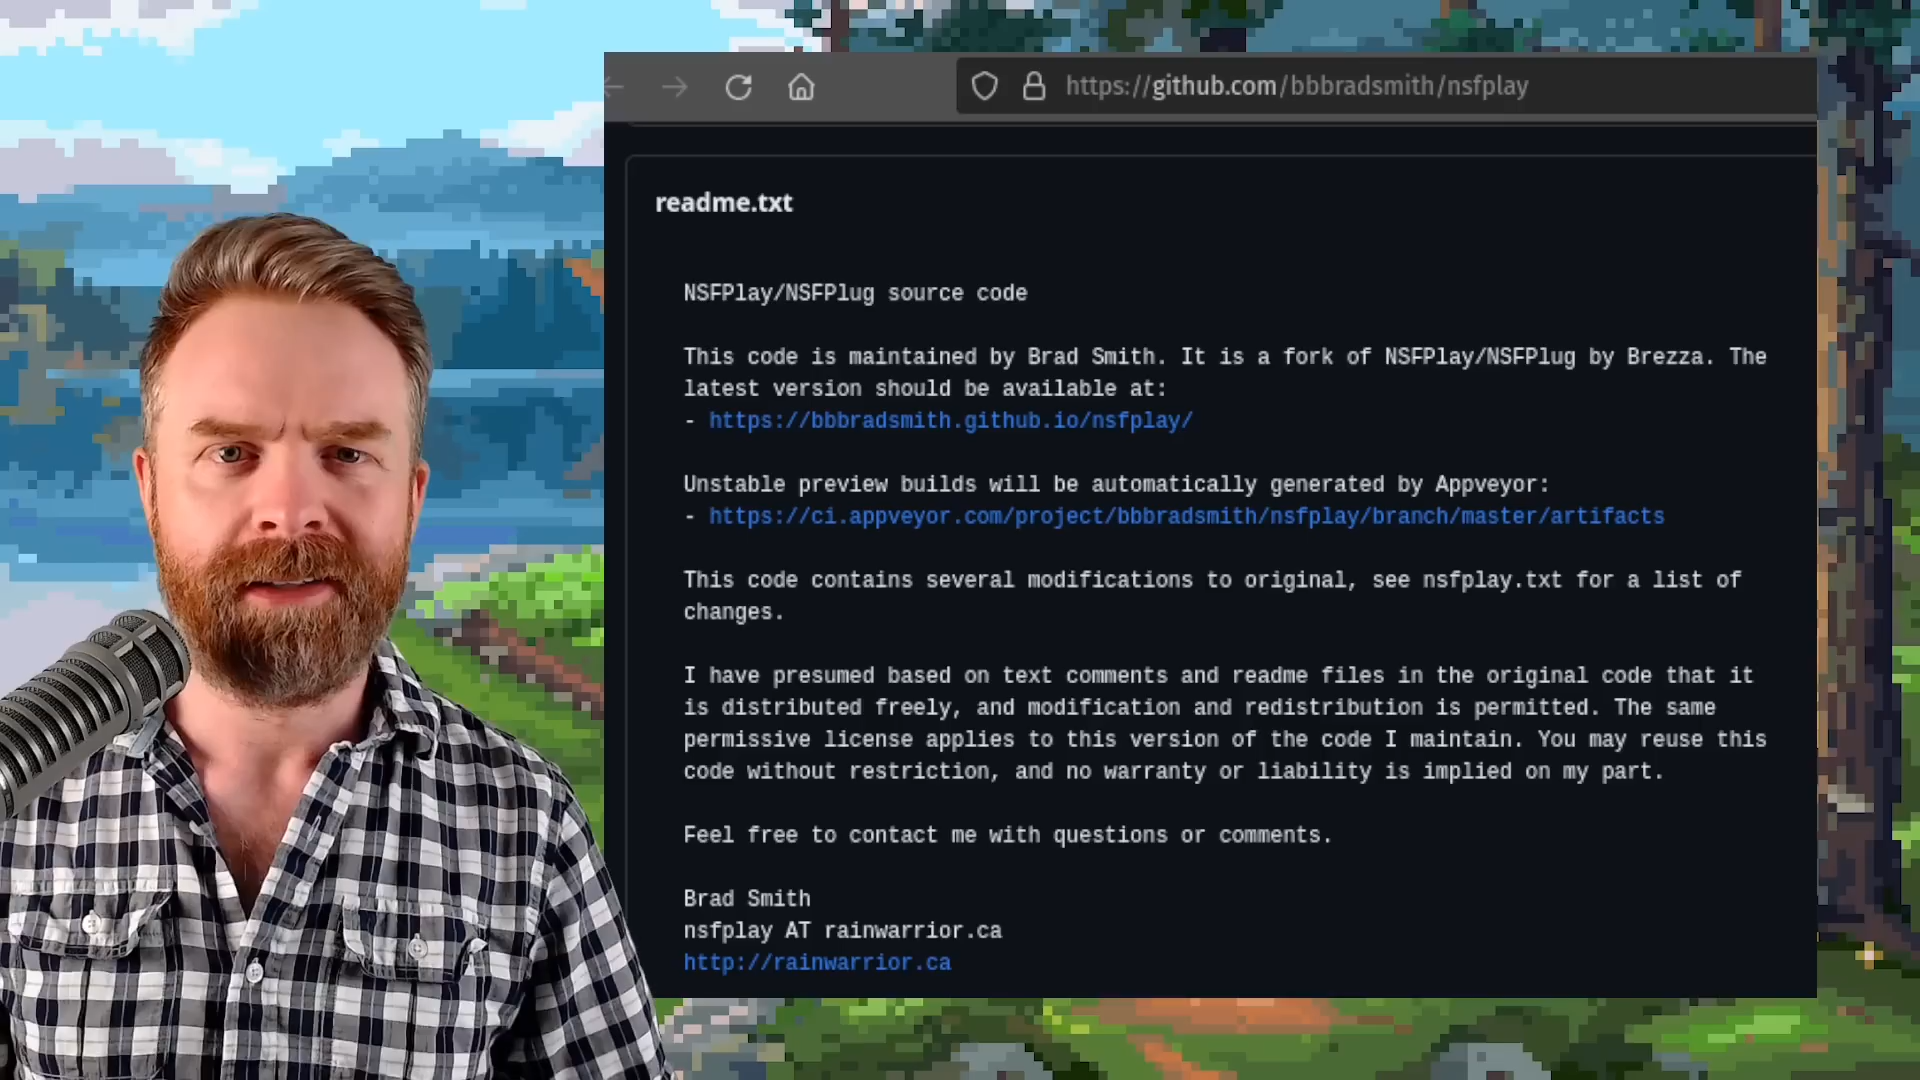 https://github.com/bbbradsmith/nsfplay
readme.txt
NSFPlay/NSFPlug source code
This code is maintained by Brad Smith. It is a fork of NSFPlay/NSFPlug by Brezza. The
latest version should be available at:
- https://bbbradsmith.github.io/nsfplay/
Unstable preview builds will be automatically generated by Appveyor:
- https://ci.appveyor.com/project/bbbradsmith/nsfplay/branch/master/artifacts
This code contains several modifications to original, see nsfplay.txt for a list of
changes.
I have presumed based on text comments and readme files in the original code that it
is distributed freely, and modification and redistribution is permitted. The same
permissive license applies to this version of the code I maintain. You may reuse this
code without restriction, and no warranty or liability is implied on my part.
Feel free to contact me with questions or comments.
Brad Smith
nsfplay AT rainwarrior.ca
http://rainwarrior.ca